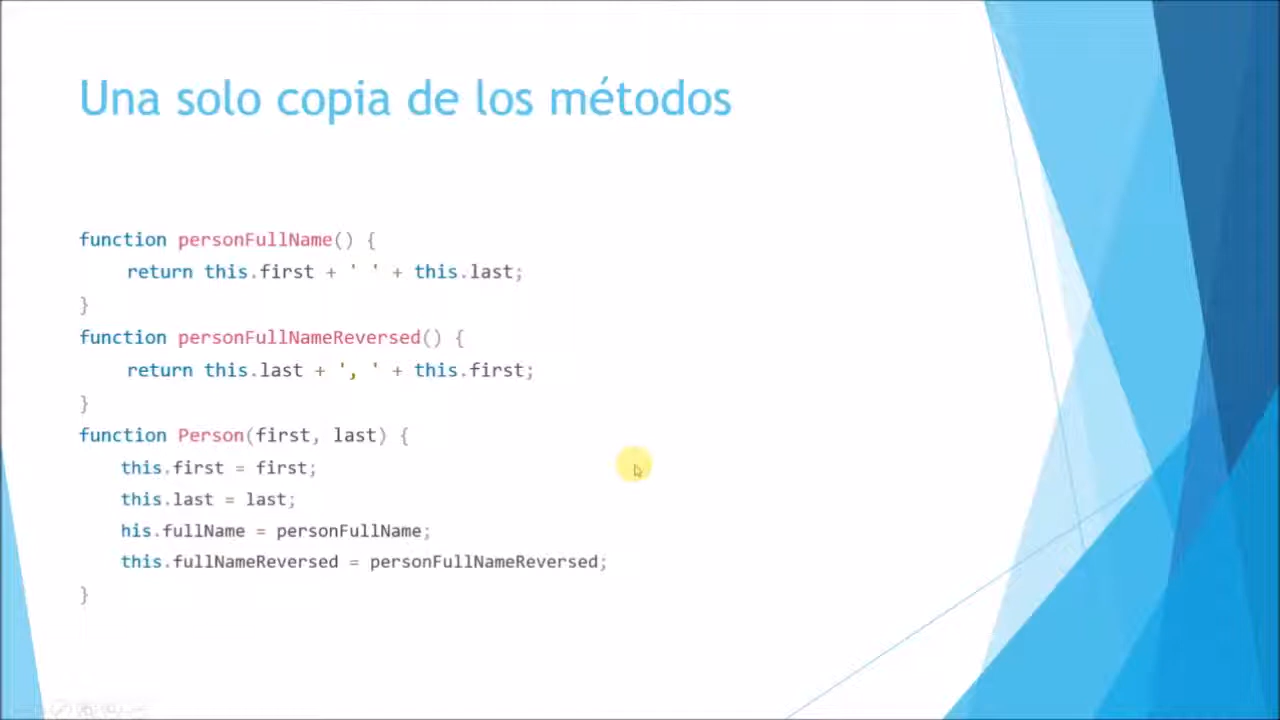 Una solo copia de los métodos
function personFullName() {
return this.first + ' ' + this.last;
}
function personFullNameReversed() {
return this.last + ', ' + this.first;
}
function Person(first, last) {
this.first = first;
this.last = last;
his.fullName = personFullName;
this.fullNameReversed = personFullNameReversed;
}